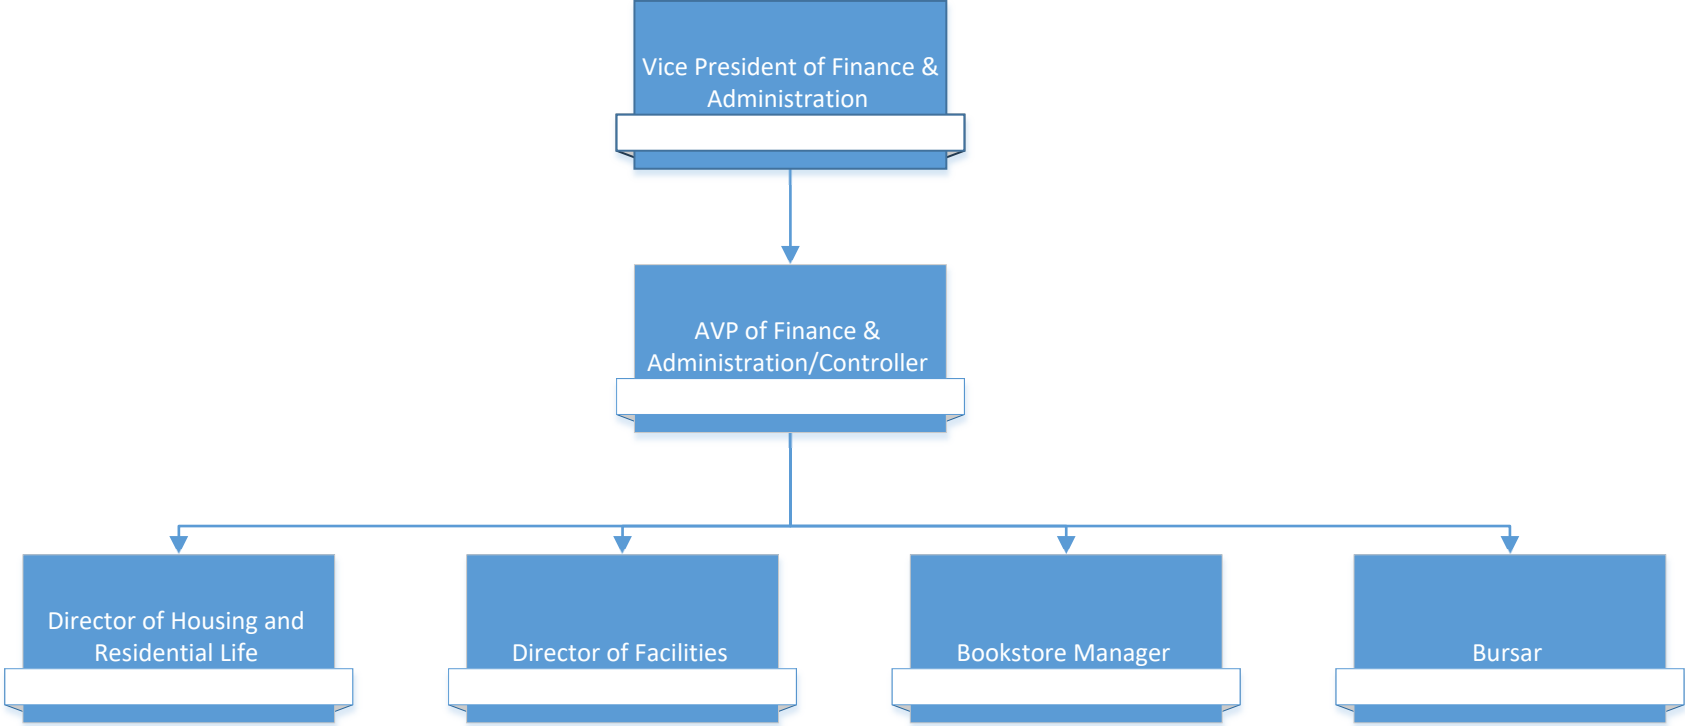 Vice President of Finance &
Administration
AVP of Finance &
Administration/Controller
Director of Housing and
Residential Life
Director of Facilities
Bookstore Manager
Bursar